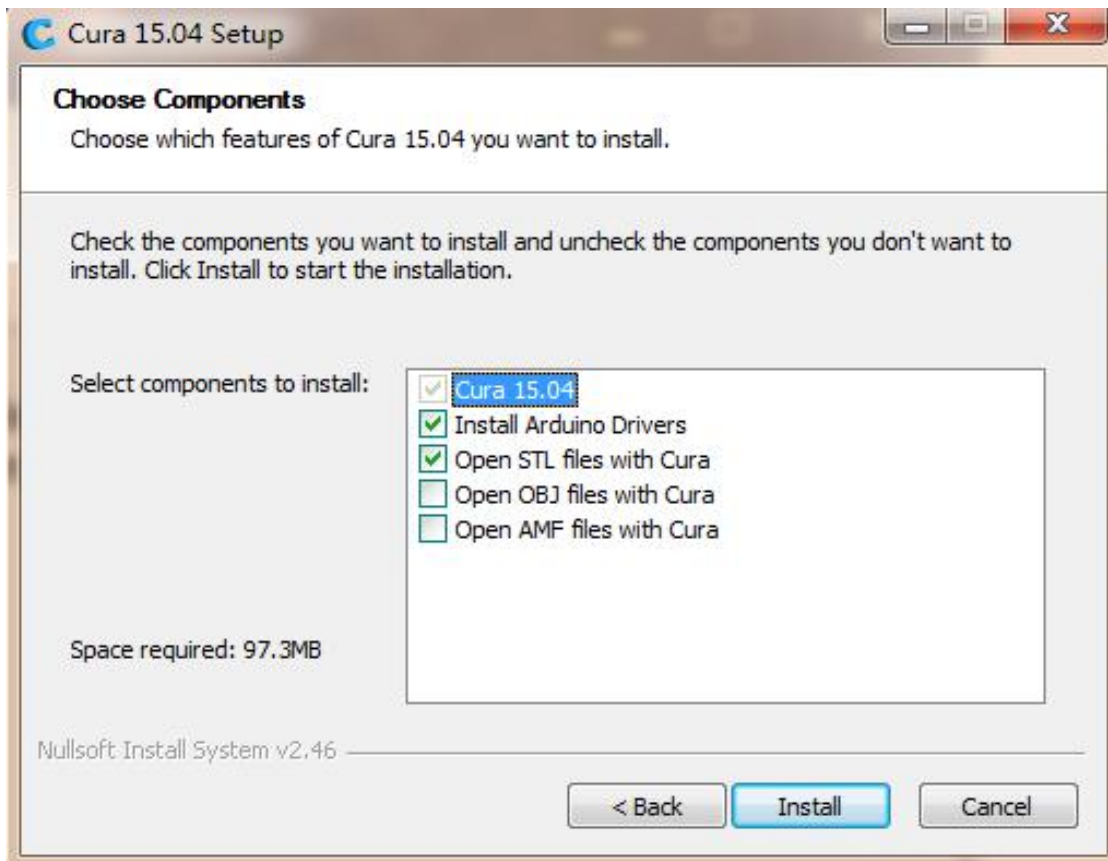 Cura 15.04 Setup
Choose Components
Choose which features of Cura 15.04 you want to install.
Check the components you want to install and uncheck the components you don't want to
install. Click Install to start the installation.
Select components to install:
Cura 15.04
Install Arduino Drivers
Open STL files with Cura
Open OBJ files with Cura
Open AMF files with Cura
Space required: 97.3MB
Nullsoft Install System v2.46
< Back
Install
Cancel